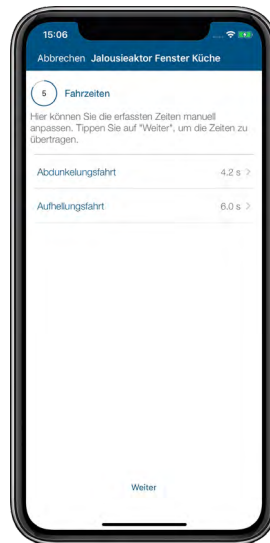 15:06
Abbrechen Jalousieaktor Fenster Küche
5 Fahrzeiten
Hier können Sie die erfassten Zeiten manuell
anpassen. Tippen Sie auf "Weiter", um die Zeiten zu
übertragen.
Abdunkelungsfahrt 4.2 s >
Aufhellungsfahrt 6.0 s >
Weiter